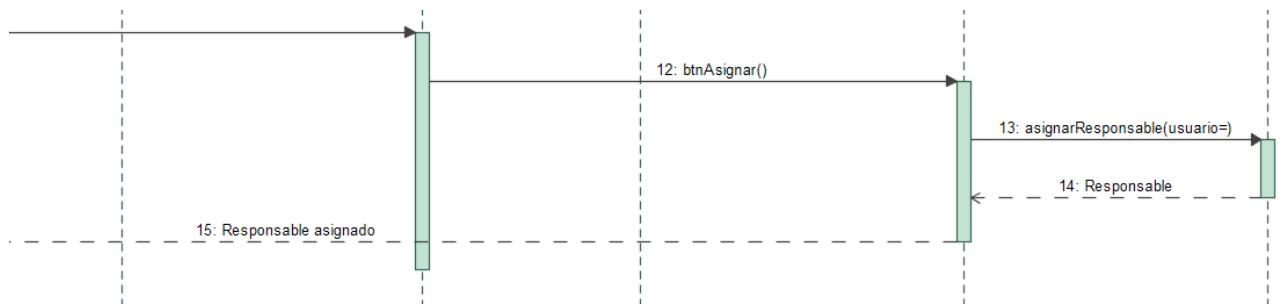 12: btnAsignar()
13: asignarResponsable(usuario=)
14: Responsable
15: Responsable asignado